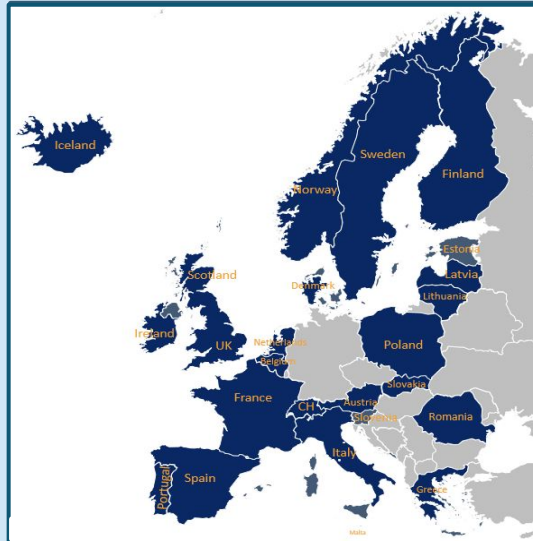 Iceland
Sweden
Finland
Norway
Estonia
Scotland
Latvia
Denmark
Lithuania
Ireland
Netherlands
UK
Poland
Belgium
Slovakia
France
CH
Austria
Slovenia
Romania
Italy
Portugal
Spain
Greece
Malta